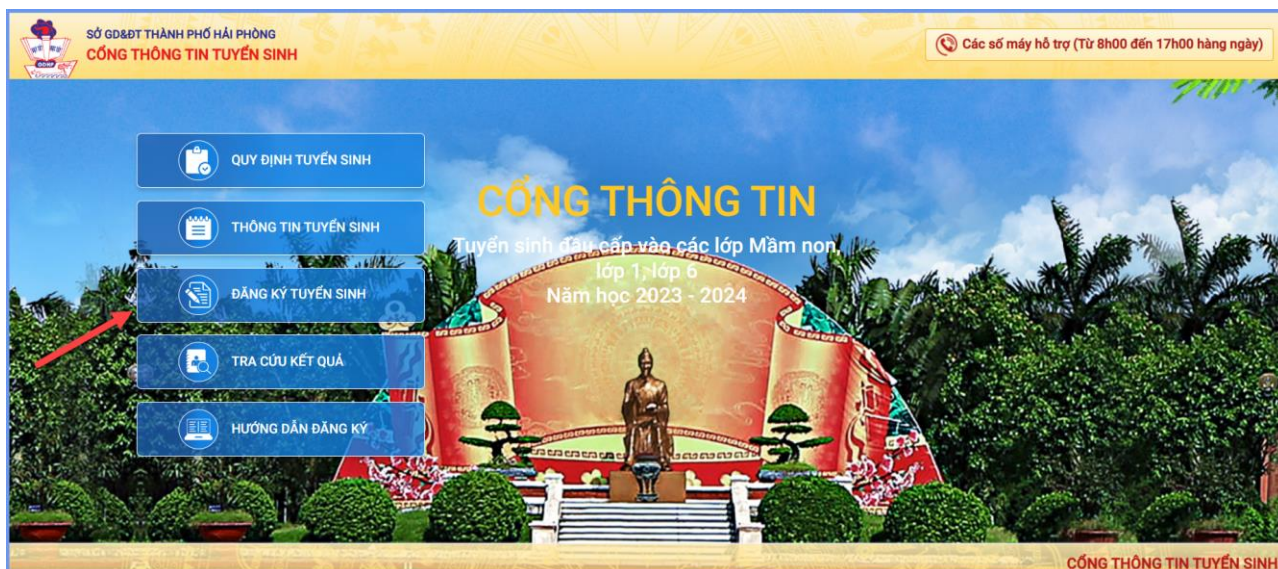 SỞ GD&ĐT THÀNH PHỐ HẢI PHÒNG
CỔNG THÔNG TIN TUYỂN SINH
Các số máy hỗ trợ (Từ 8h00 đến 17h00 hàng ngày)
QUY ĐỊNH TUYỂN SINH
THÔNG TIN TUYỂN SINH
ĐĂNG KÝ TUYỂN SINH
TRA CỨU KẾT QUẢ
HƯỚNG DẪN ĐĂNG KÝ
CỔNG THÔNG TIN
Tuyển sinh đầu cấp vào các lớp Mầm non,
lớp 1, lớp 6
Năm học 2023 - 2024
CỔNG THÔNG TIN TUYỂN SINH